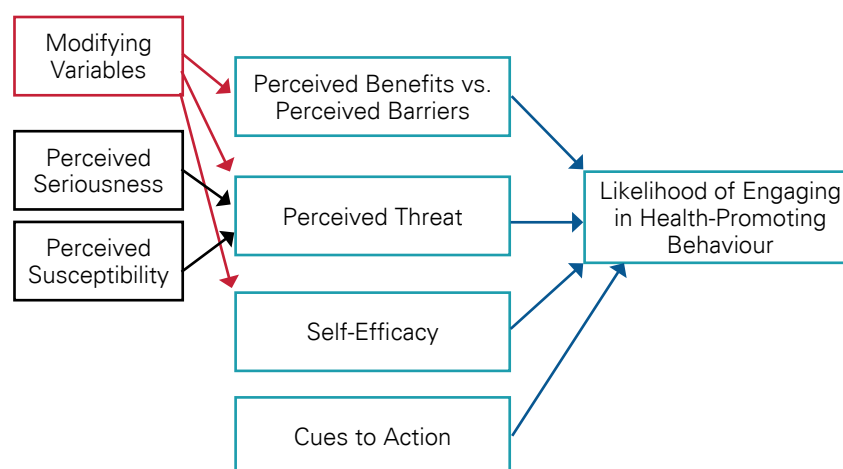 Modifying
Variables
Perceived
Seriousness
Perceived
Susceptibility
Perceived Benefits vs.
Perceived Barriers
Perceived Threat
Self-Efficacy
Cues to Action
Likelihood of Engaging
in Health-Promoting
Behaviour